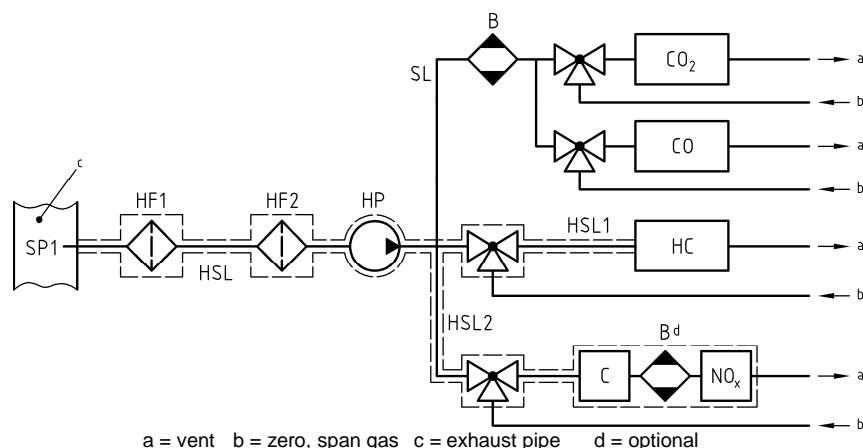 B
SL
CO₂
a
b
CO
a
b
c
HF1
HF2
HP
SP1
HSL
HSL1
HC
a
b
HSL2
B d
C
NOₓ
a
b
a = vent b = zero, span gas c = exhaust pipe d = optional